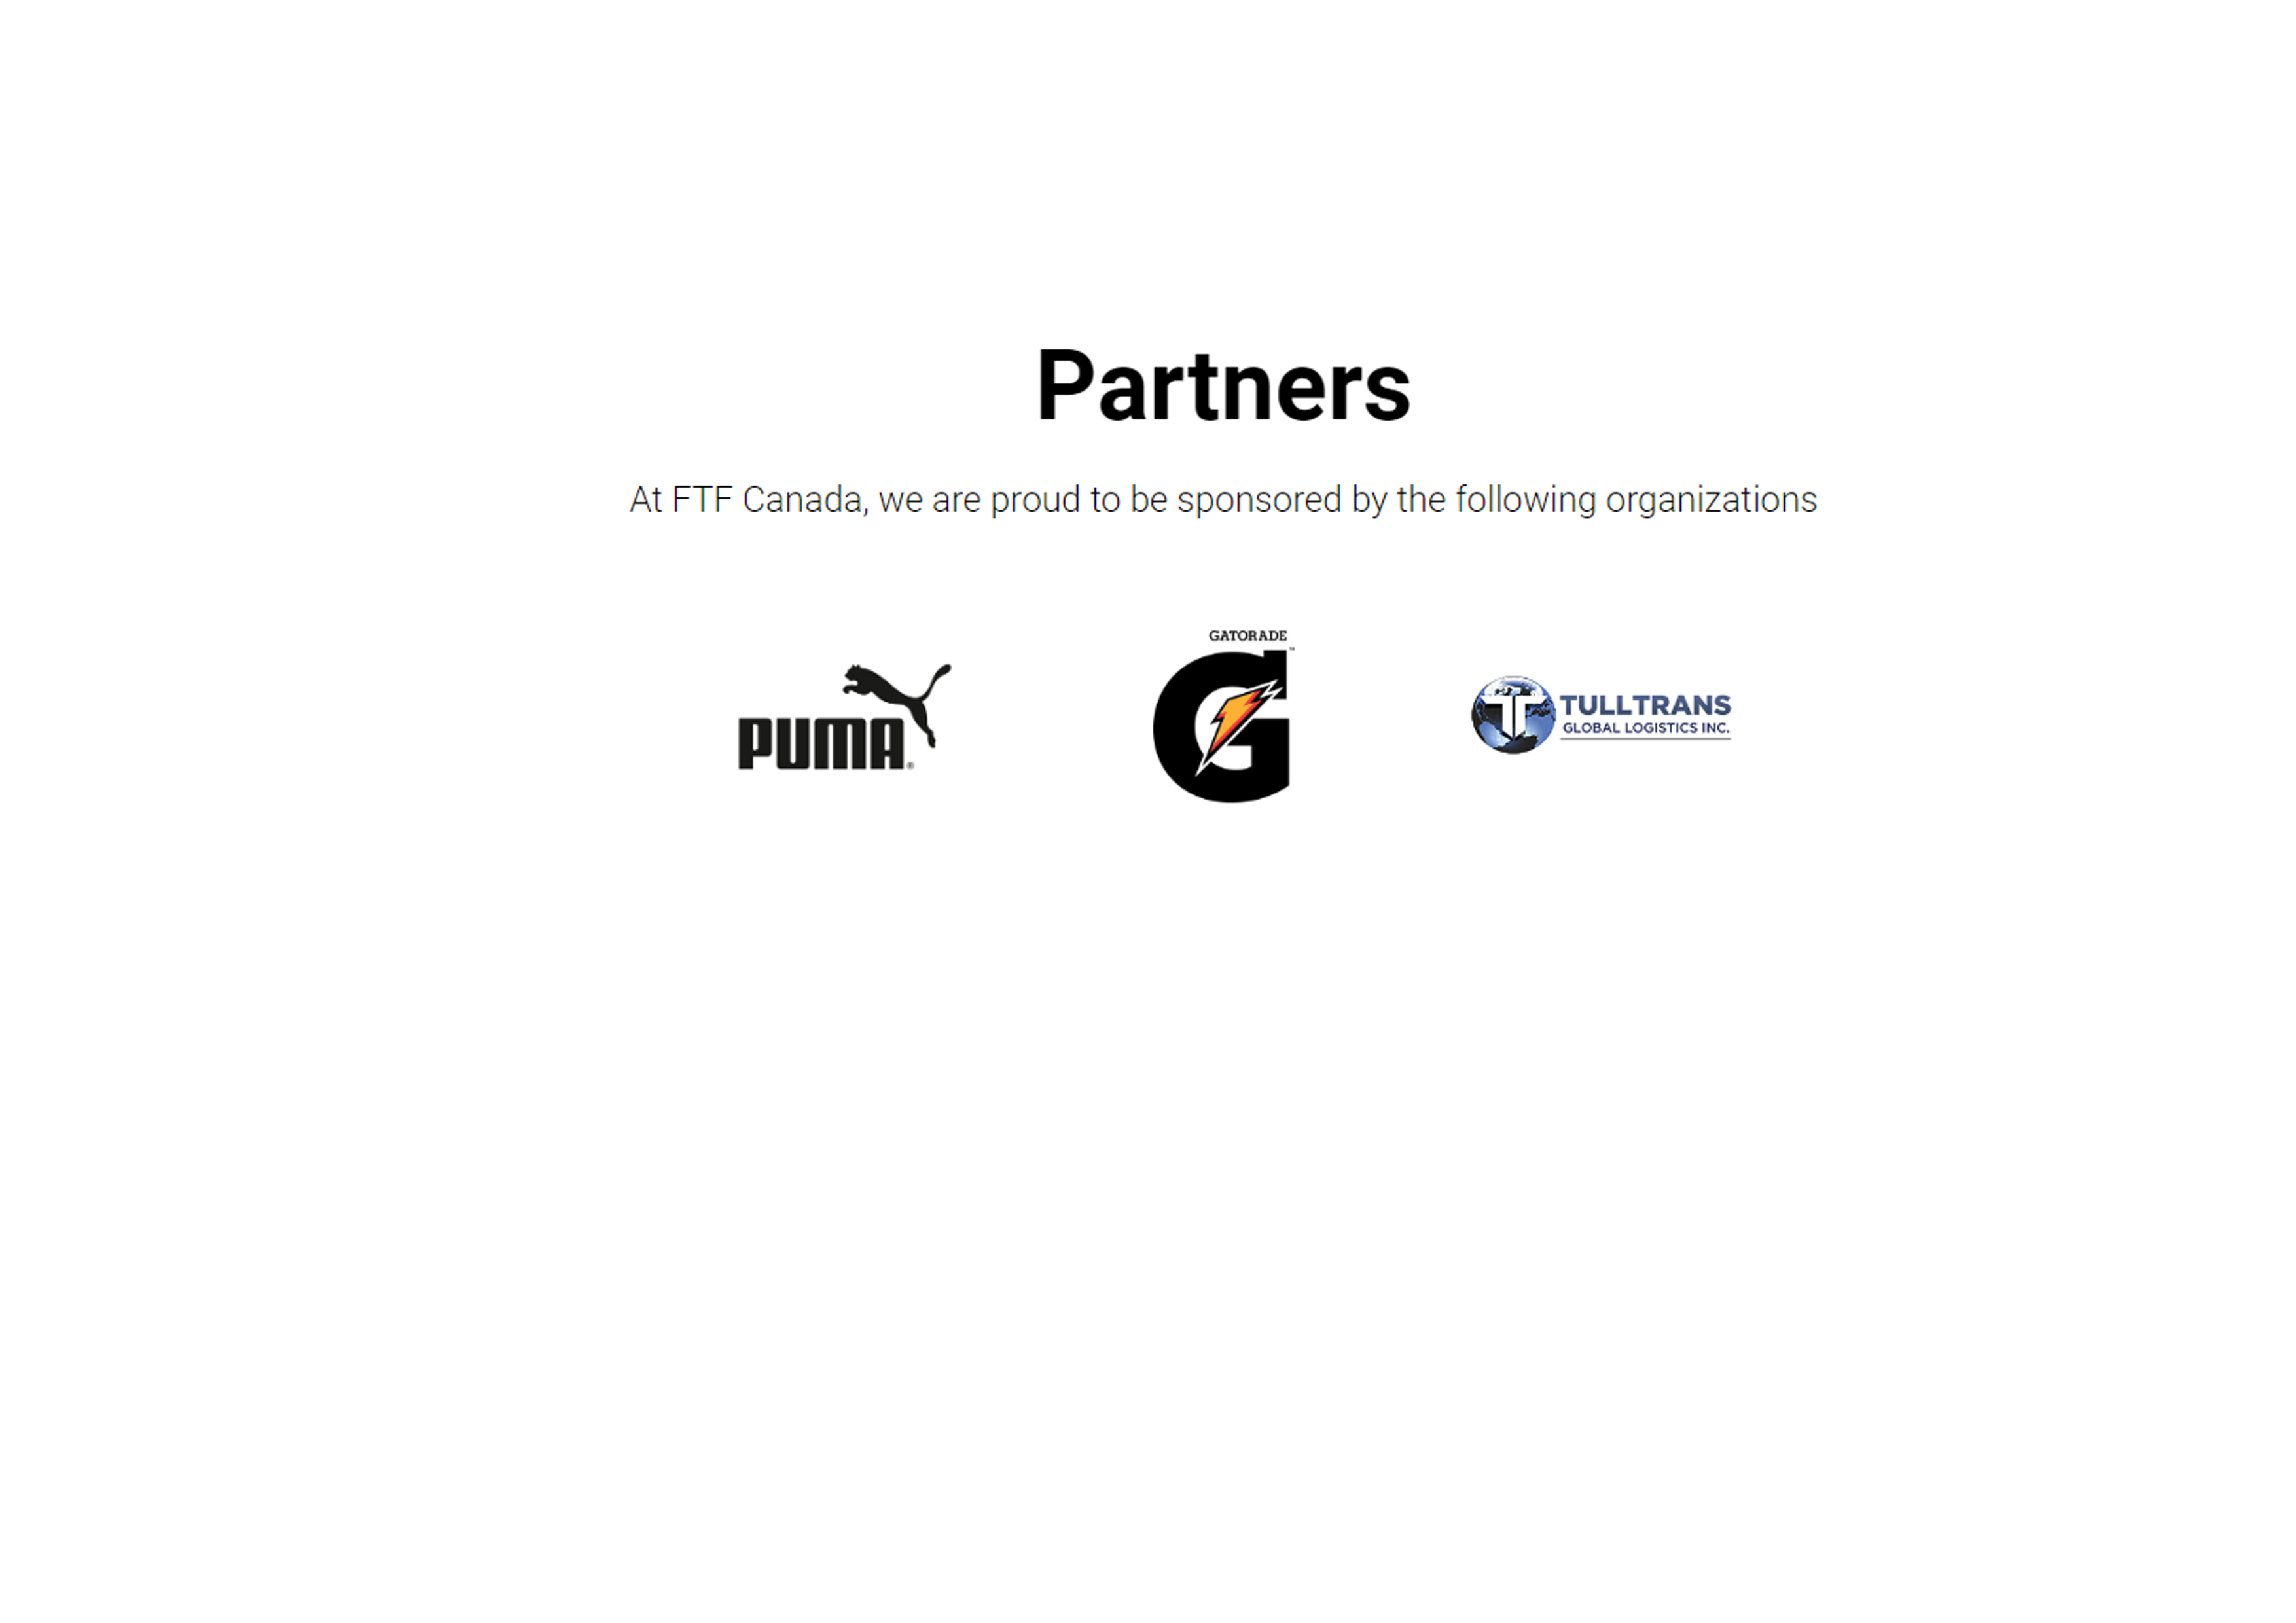 Partners
At FTF Canada, we are proud to be sponsored by the following organizations
GATORADE
G
PUMA
TULLTRANS
GLOBAL LOGISTICS INC.